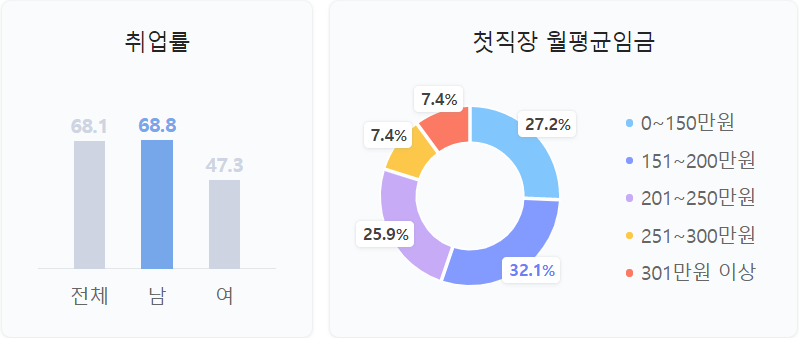 취업률
68.1
68.8
47.3
전체
남
여
첫직장 월평균임금
7.4%
27.2%
7.4%
25.9%
32.1%
0~150만원
151~200만원
201~250만원
251~300만원
301만원 이상